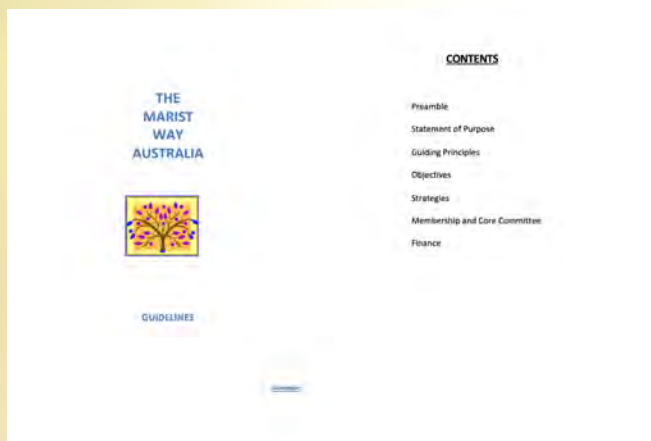 THE
MARIST
WAY
AUSTRALIA
GUIDELINES
CONTENTS
Preamble
Statement of Purpose
Guiding Principles
Objectives
Strategies
Membership and Core Committee
Finance